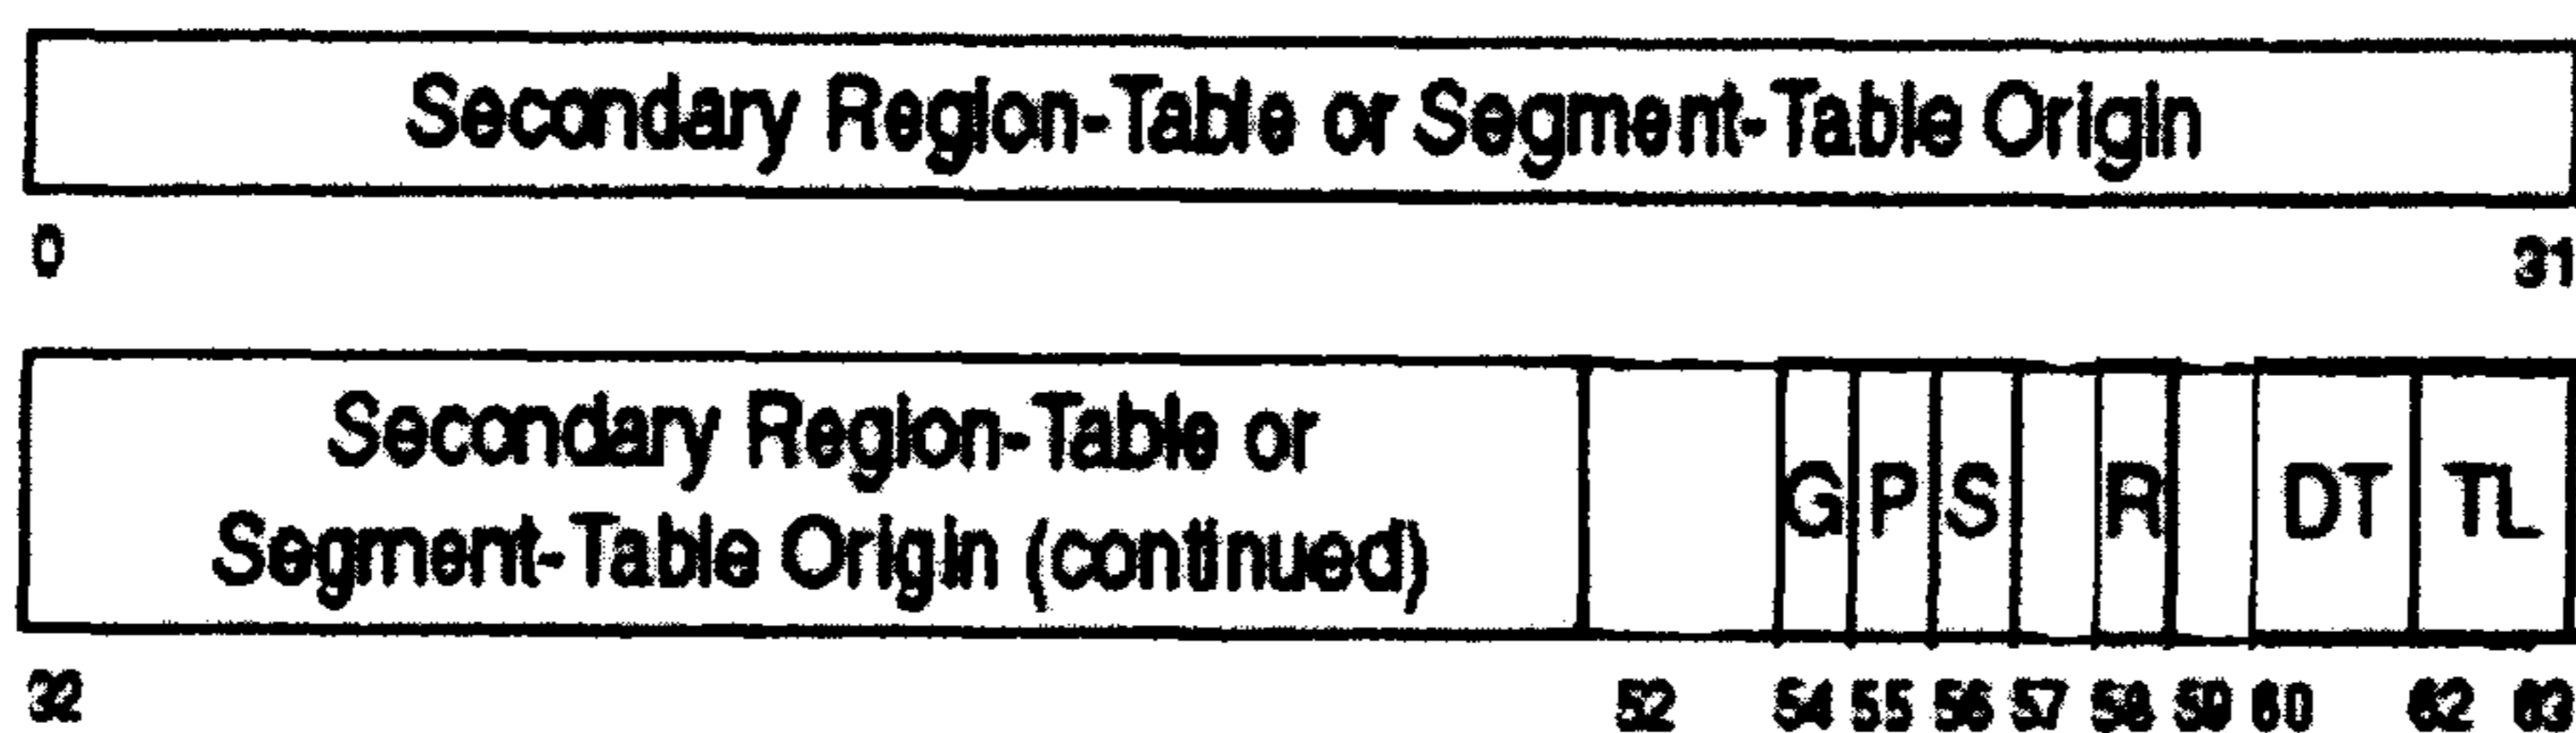 Secondary Region-Table or Segment-Table Origin
0 31
Secondary Region-Table or
Segment-Table Origin (continued)
G P S R DT TL
32 52 54 55 56 57 58 59 60 62 63